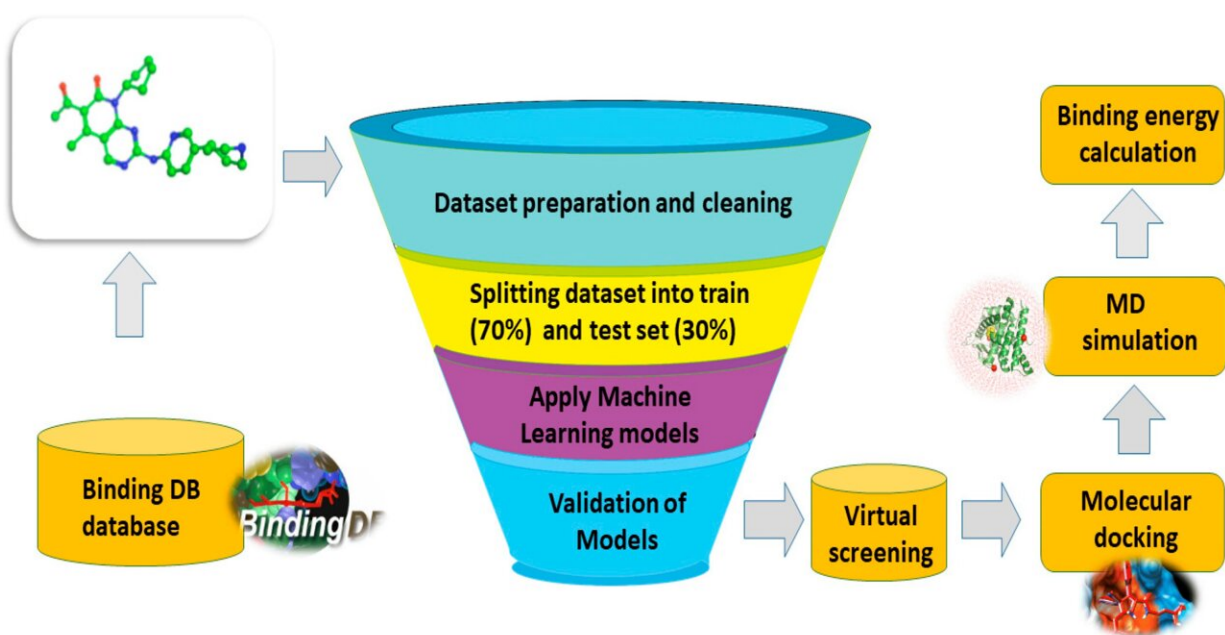 Binding DB
database
BindingDB
Dataset preparation and cleaning
Splitting dataset into train
(70%) and test set (30%)
Apply Machine
Learning models
Validation of
Models
Virtual
screening
Molecular
docking
MD
simulation
Binding energy
calculation